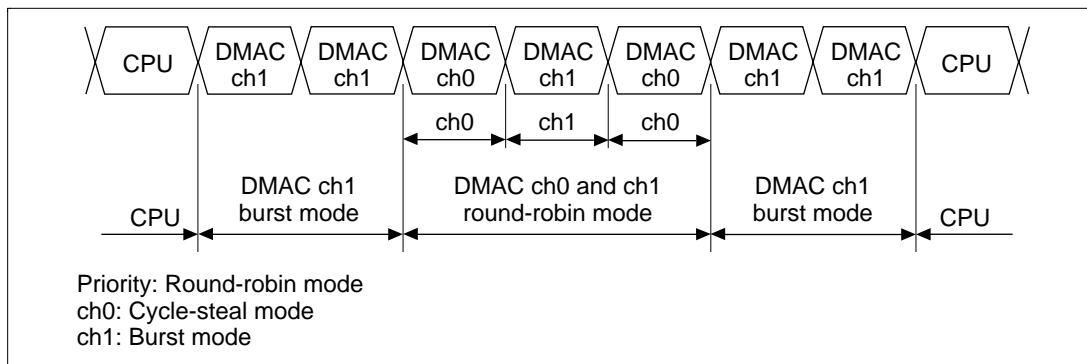 CPU
DMAC ch1
DMAC ch1
DMAC ch0
DMAC ch1
DMAC ch0
DMAC ch1
DMAC ch1
CPU
ch0
ch1
ch0
CPU
DMAC ch1
burst mode
DMAC ch0 and ch1
round-robin mode
DMAC ch1
burst mode
CPU
Priority: Round-robin mode
ch0: Cycle-steal mode
ch1: Burst mode